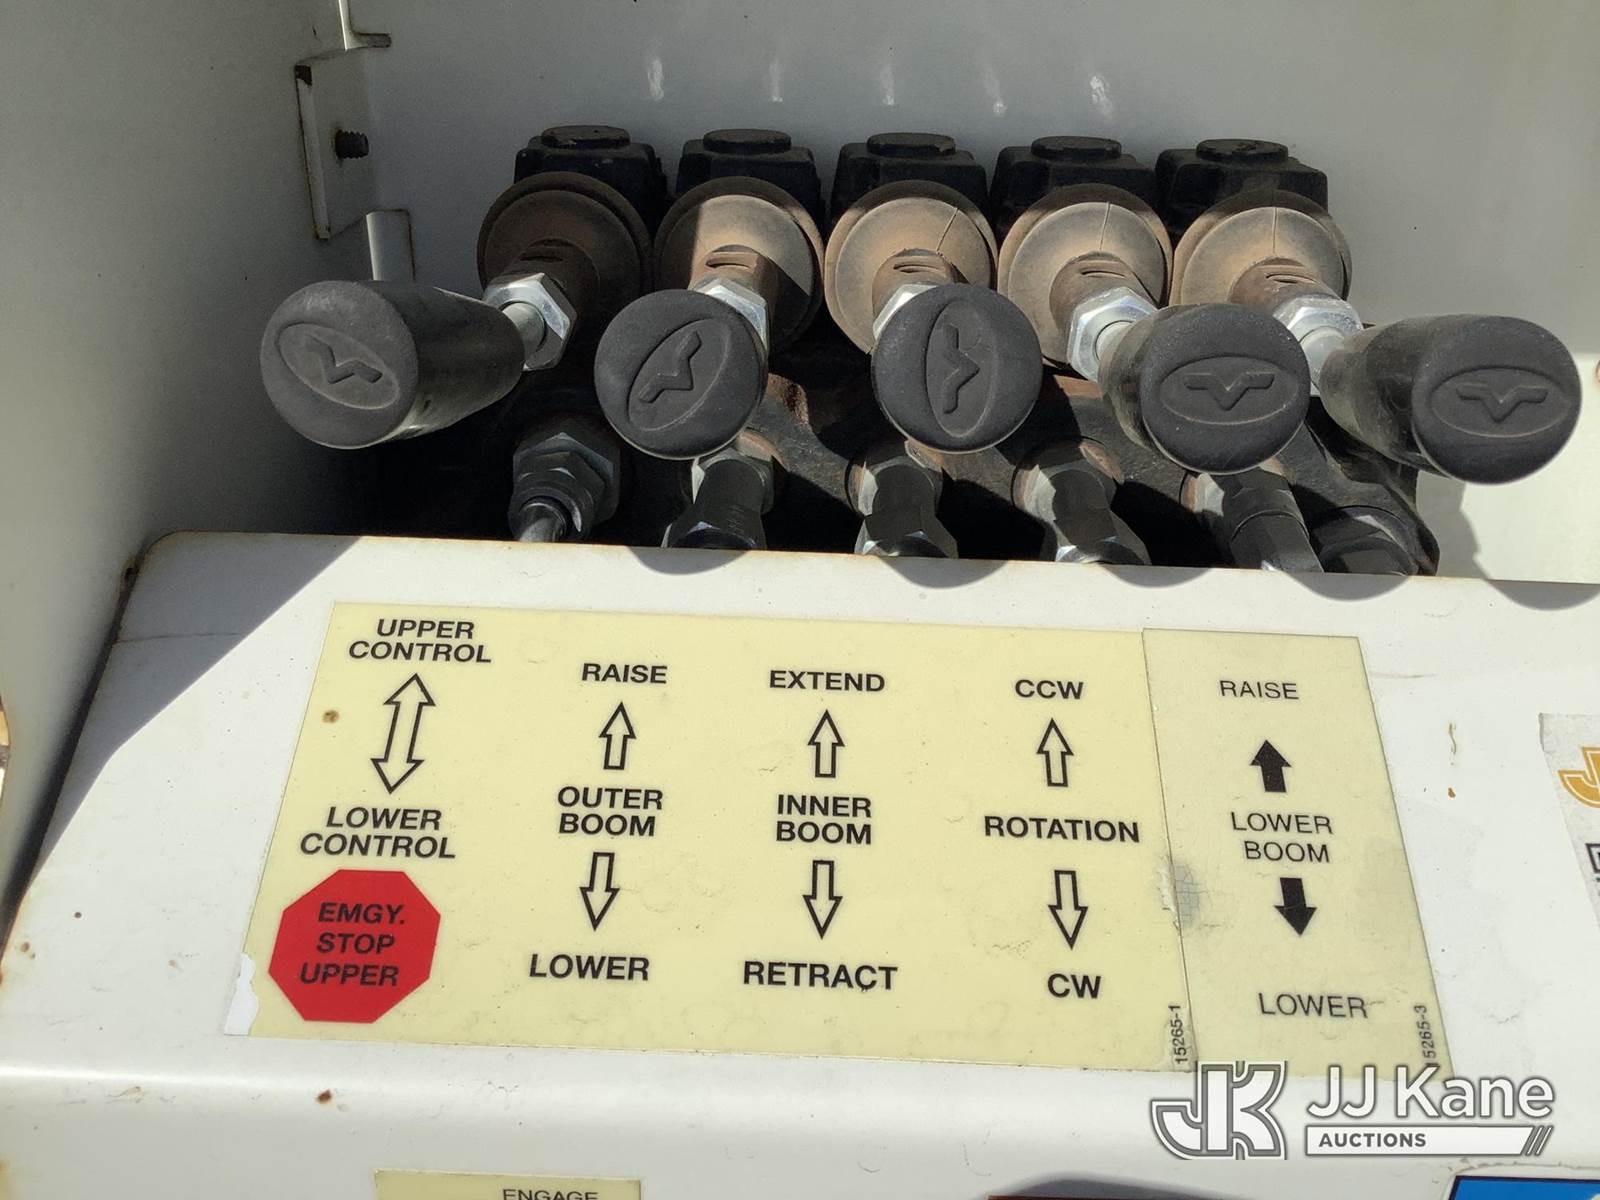 UPPER
CONTROL
LOWER
CONTROL
EMGY.
STOP
UPPER
RAISE
OUTER
BOOM
LOWER
EXTEND
INNER
BOOM
RETRACT
CCW
ROTATION
CW
15265-1
RAISE
LOWER
BOOM
LOWER
5265-3
ENGAGE
JK JJ Kane
AUCTIONS